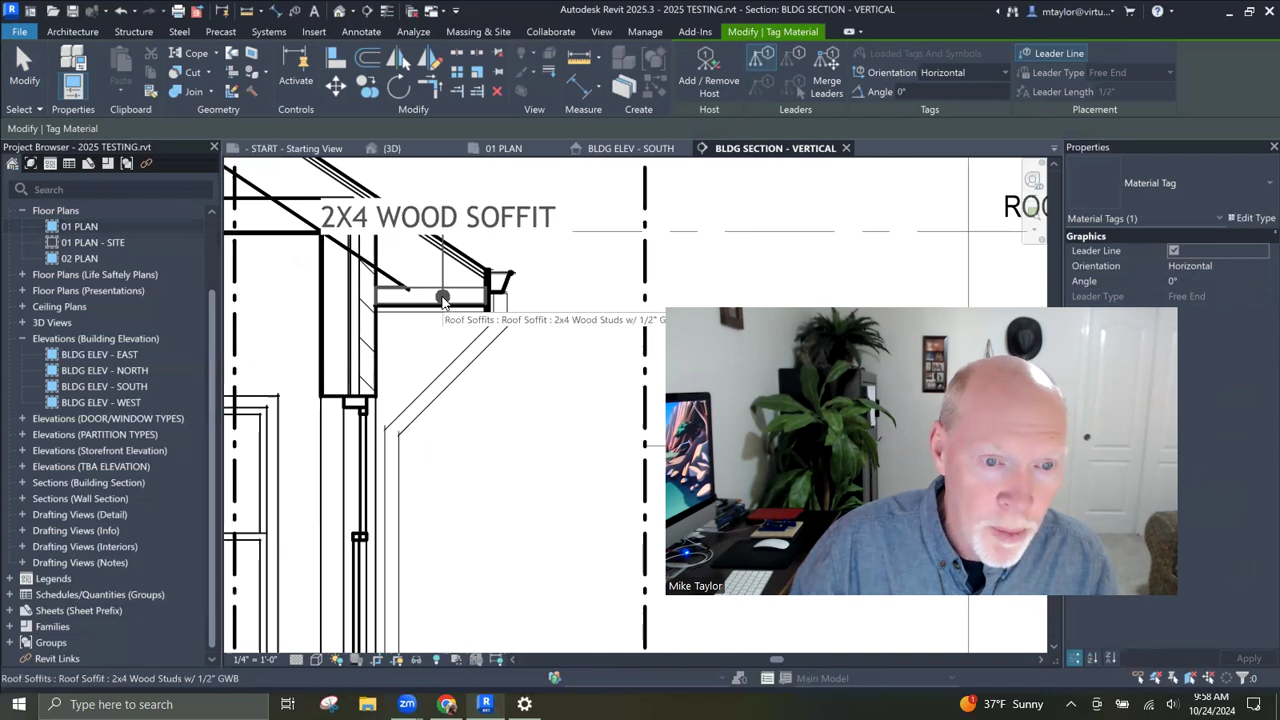 Autodesk Revit 2025.3 - 2025 TESTING.rvt - Section: BLDG SECTION - VERTICAL
mtaylor@virtu...
File Architecture Structure Steel Precast Systems Insert Annotate Analyze Massing & Site Collaborate View Manage Add-Ins Modify | Tag Material
Modify
Paste
Cope
Cut
Join
Activate
Add / Remove
Host
Merge
Leaders
Loaded Tags And Symbols
Orientation Horizontal
Angle 0°
Leader Line
Leader Type Free End
Leader Length 1/2"
Select Properties Clipboard Geometry Controls Modify View Measure Create Host Leaders Tags Placement
Modify | Tag Material
Project Browser - 2025 TESTING.rvt
- START - Starting View
(3D)
01 PLAN
BLDG ELEV - SOUTH
BLDG SECTION - VERTICAL
Properties
Search
Floor Plans
01 PLAN
01 PLAN - SITE
02 PLAN
Floor Plans (Life Saftely Plans)
Floor Plans (Presentations)
Ceiling Plans
3D Views
Elevations (Building Elevation)
BLDG ELEV - EAST
BLDG ELEV - NORTH
BLDG ELEV - SOUTH
BLDG ELEV - WEST
Elevations (DOOR/WINDOW TYPES)
Elevations (PARTITION TYPES)
Elevations (Storefront Elevation)
Elevations (TBA ELEVATION)
Sections (Building Section)
Sections (Wall Section)
Drafting Views (Detail)
Drafting Views (Info)
Drafting Views (Interiors)
Drafting Views (Notes)
Legends
Schedules/Quantities (Groups)
Sheets (Sheet Prefix)
Families
Groups
Revit Links
2X4 WOOD SOFFIT
ROO
Roof Soffits : Roof Soffit : 2x4 Wood Studs w/ 1/2" G
Mike Taylor
Material Tag
Material Tags (1)
Edit Type
Graphics
Leader Line
Orientation Horizontal
Angle 0°
Leader Type Free End
Apply
1/4" = 1'-0"
Roof Soffits : Roof Soffit : 2x4 Wood Studs w/ 1/2" GWB
:0
Main Model
:0
Type here to search
37°F Sunny
9:58 AM
10/24/2024